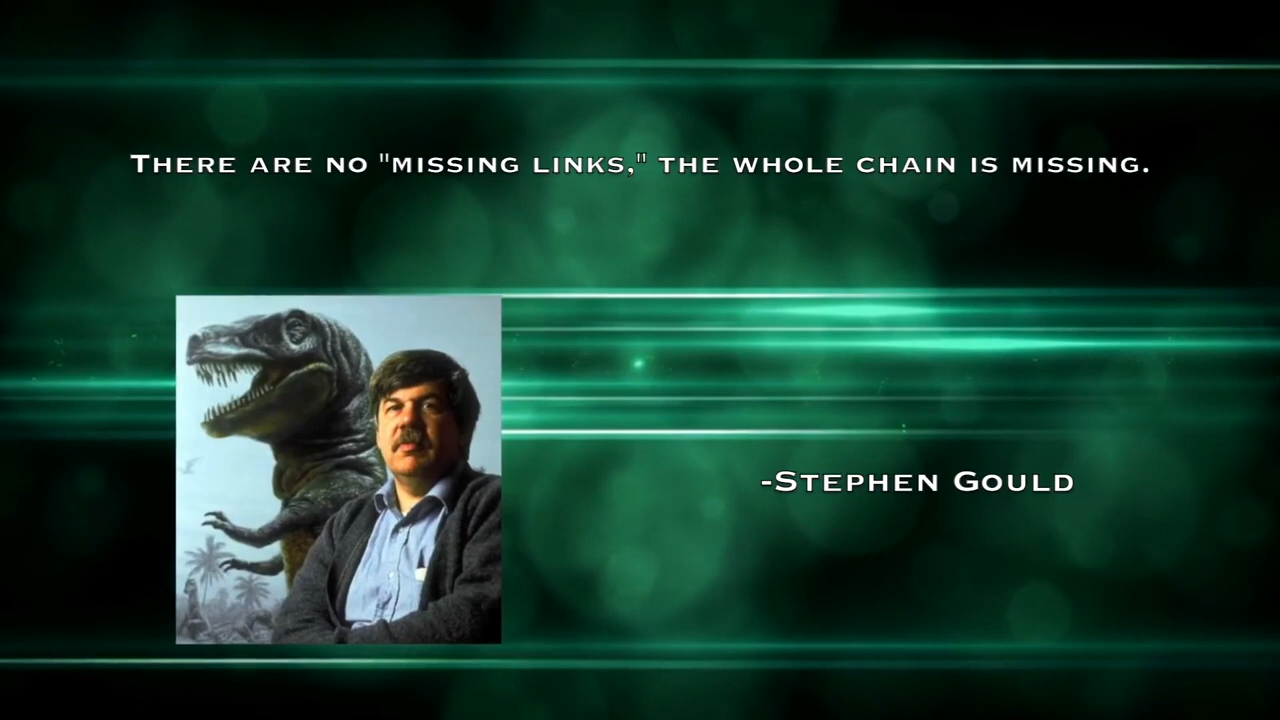 There are no "missing links," the whole chain is missing.
-Stephen Gould